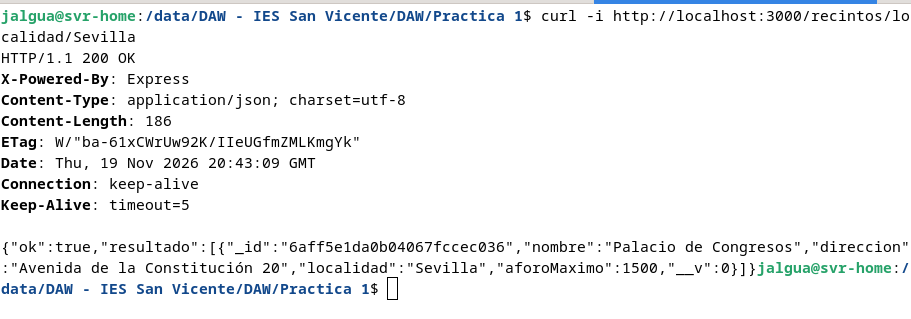 jalgua@svr-home:/data/DAW - IES San Vicente/DAW/Practica 1$ curl -i http://localhost:3000/recintos/lo
calidad/Sevilla
HTTP/1.1 200 OK
X-Powered-By: Express
Content-Type: application/json; charset=utf-8
Content-Length: 186
ETag: W/"ba-61xCWrUw92K/IIeUGfmZMLKmgYk"
Date: Thu, 19 Nov 2026 20:43:09 GMT
Connection: keep-alive
Keep-Alive: timeout=5

{"ok":true,"resultado":[{"_id":"6aff5e1da0b04067fccec036","nombre":"Palacio de Congresos","direccion"
:"Avenida de la Constitución 20","localidad":"Sevilla","aforoMaximo":1500,"__v":0}]}jalgua@svr-home:/
data/DAW - IES San Vicente/DAW/Practica 1$